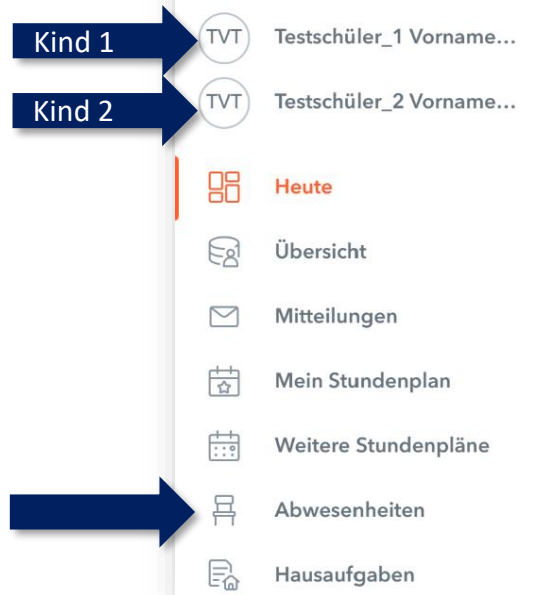 Kind 1
TVT
Testschüler_1 Vorname...
Kind 2
TVT
Testschüler_2 Vorname...
Heute
Übersicht
Mitteilungen
Mein Stundenplan
Weitere Stundenpläne
Abwesenheiten
Hausaufgaben